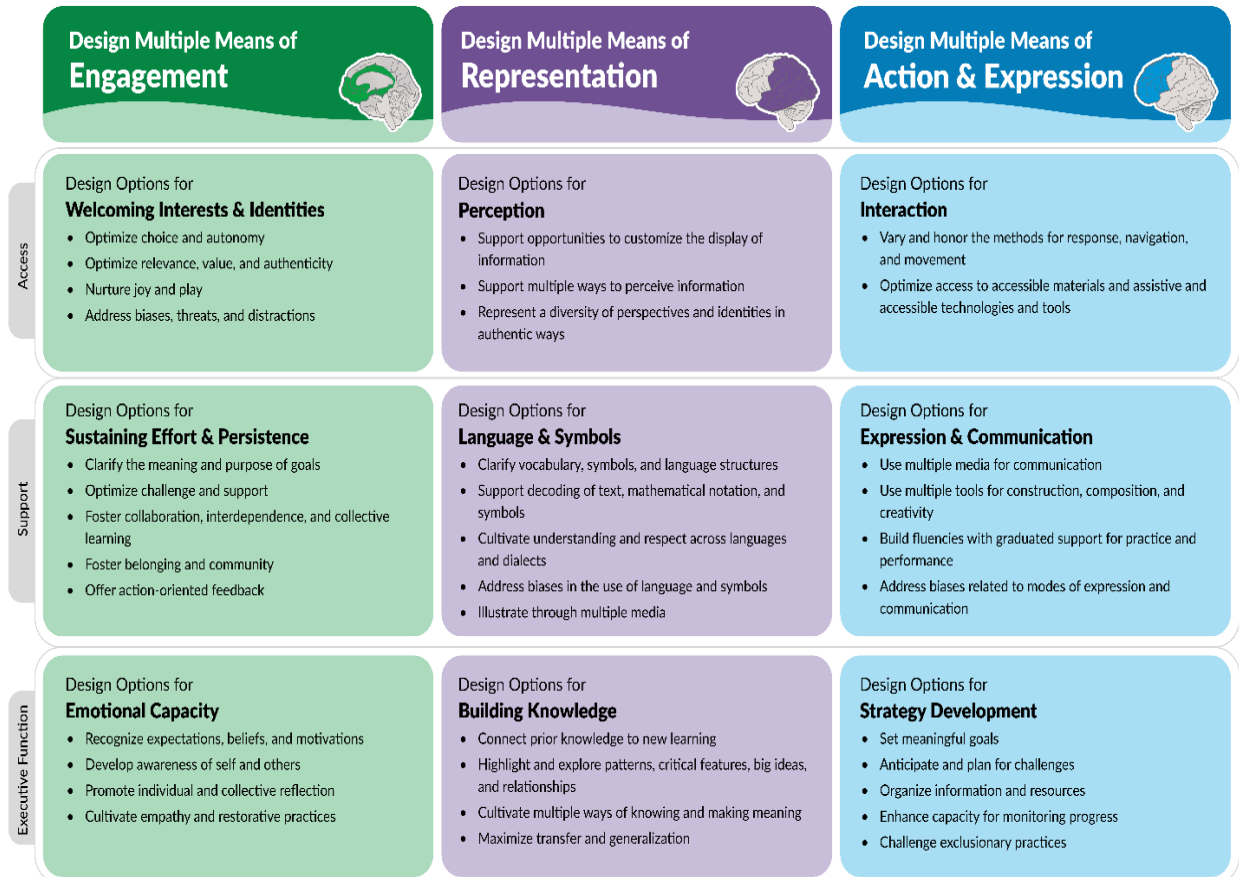 Design Multiple Means of
Engagement
Design Multiple Means of
Representation
Design Multiple Means of
Action & Expression
Access
Design Options for
Welcoming Interests & Identities
• Optimize choice and autonomy
• Optimize relevance, value, and authenticity
• Nurture joy and play
• Address biases, threats, and distractions
Design Options for
Perception
• Support opportunities to customize the display of
information
• Support multiple ways to perceive information
• Represent a diversity of perspectives and identities in
authentic ways
Design Options for
Interaction
• Vary and honor the methods for response, navigation,
and movement
• Optimize access to accessible materials and assistive and
accessible technologies and tools
Support
Design Options for
Sustaining Effort & Persistence
• Clarify the meaning and purpose of goals
• Optimize challenge and support
• Foster collaboration, interdependence, and collective
learning
• Foster belonging and community
• Offer action-oriented feedback
Design Options for
Language & Symbols
• Clarify vocabulary, symbols, and language structures
• Support decoding of text, mathematical notation, and
symbols
• Cultivate understanding and respect across languages
and dialects
• Address biases in the use of language and symbols
• Illustrate through multiple media
Design Options for
Expression & Communication
• Use multiple media for communication
• Use multiple tools for construction, composition, and
creativity
• Build fluencies with graduated support for practice and
performance
• Address biases related to modes of expression and
communication
Executive Function
Design Options for
Emotional Capacity
• Recognize expectations, beliefs, and motivations
• Develop awareness of self and others
• Promote individual and collective reflection
• Cultivate empathy and restorative practices
Design Options for
Building Knowledge
• Connect prior knowledge to new learning
• Highlight and explore patterns, critical features, big ideas,
and relationships
• Cultivate multiple ways of knowing and making meaning
• Maximize transfer and generalization
Design Options for
Strategy Development
• Set meaningful goals
• Anticipate and plan for challenges
• Organize information and resources
• Enhance capacity for monitoring progress
• Challenge exclusionary practices